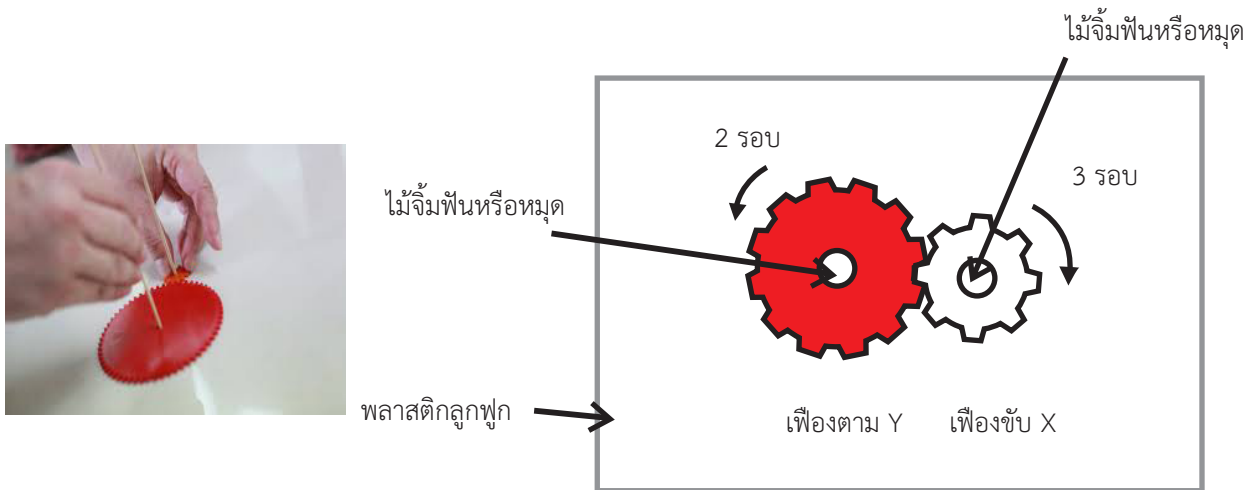 ไม้จิ้มฟันหรือหมุด
2 รอบ
3 รอบ
ไม้จิ้มฟันหรือหมุด
พลาสติกลูกฟูก
เฟืองตาม Y
เฟืองขับ X